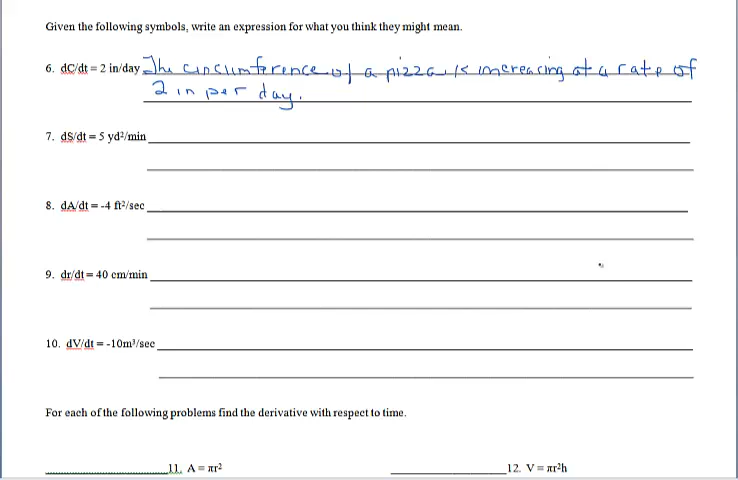 Given the following symbols, write an expression for what you think they might mean.
6. dC/dt = 2 in/day The circumference of a pizza is increasing at a rate of
2 in per day.
7. dS/dt = 5 yd²/min
8. dA/dt = -4 ft²/sec
9. dr/dt = 40 cm/min
10. dV/dt = -10m³/sec
For each of the following problems find the derivative with respect to time.
11. A = πr² 12. V = πr²h